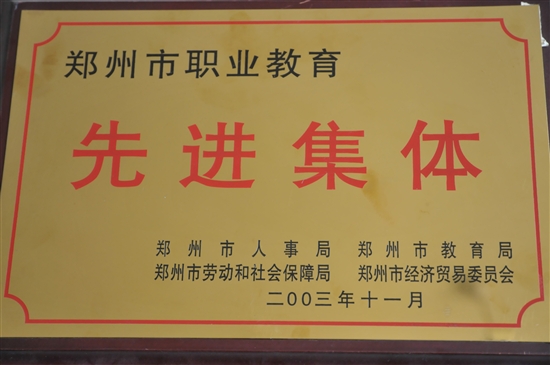 郑州市职业教育
先进集体
郑州市人事局 郑州市教育局
郑州市劳动和社会保障局 郑州市经济贸易委员会
二00三年十一月